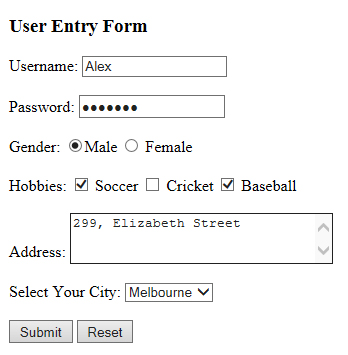 User Entry Form
Username: Alex
Password: •••••••
Gender: Male Female
Hobbies: Soccer Cricket Baseball
299, Elizabeth Street
Address:
Select Your City: Melbourne
Submit Reset